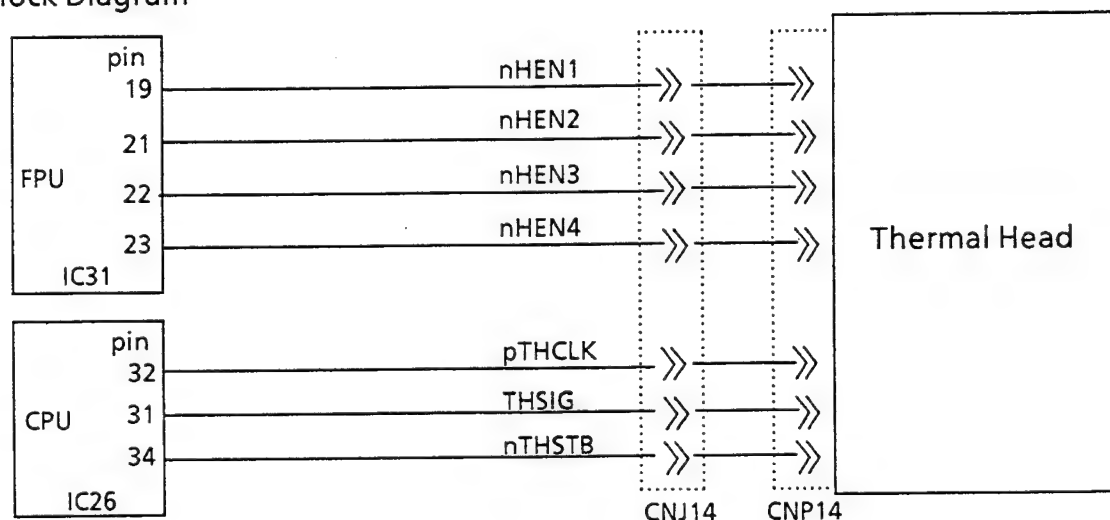 Diagram
pin
19 nHEN1
21 nHEN2
FPU
22 nHEN3
23 nHEN4
IC31
Thermal Head
pin
32 pTHCLK
CPU
31 THSIG
34 nTHSTB
IC26
CNJ14 CNP14